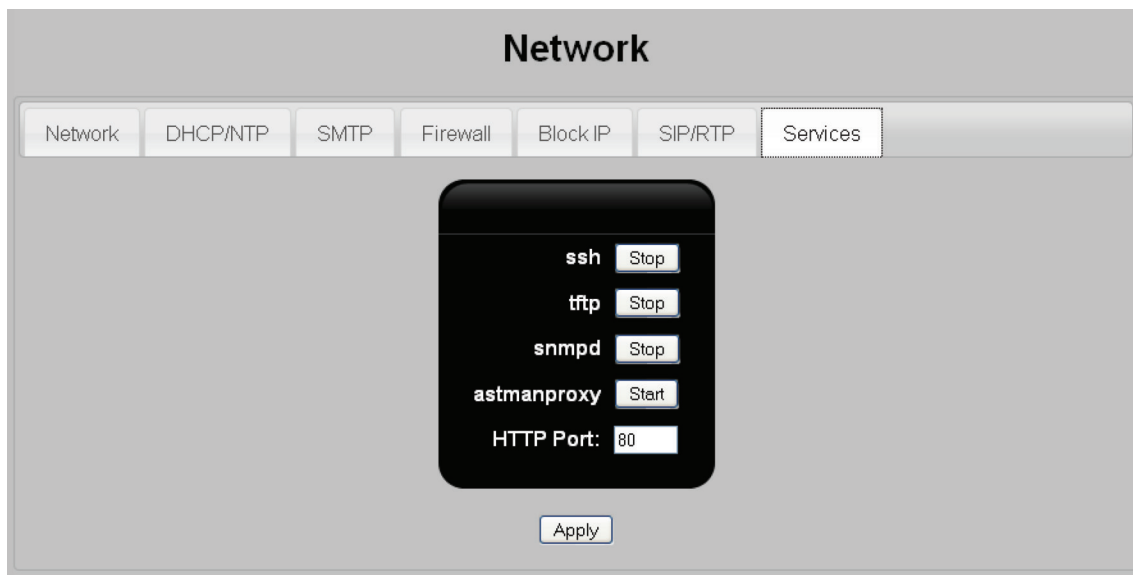 Network
Network DHCP/NTP SMTP Firewall Block IP SIP/RTP Services
ssh Stop
tftp Stop
snmpd Stop
astmanproxy Start
HTTP Port: 80
Apply